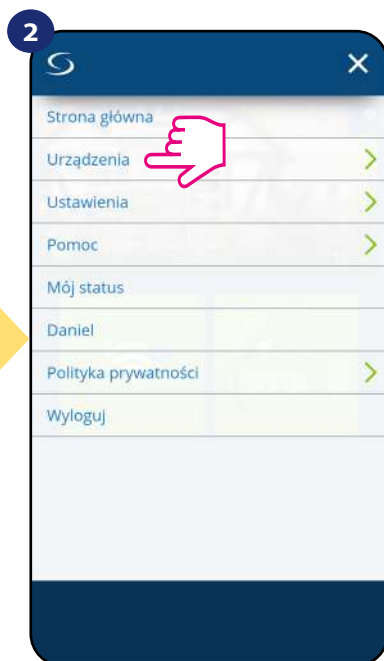 2
Strona główna
Urządzenia
Ustawienia
Pomoc
Mój status
Daniel
Polityka prywatności
Wyloguj